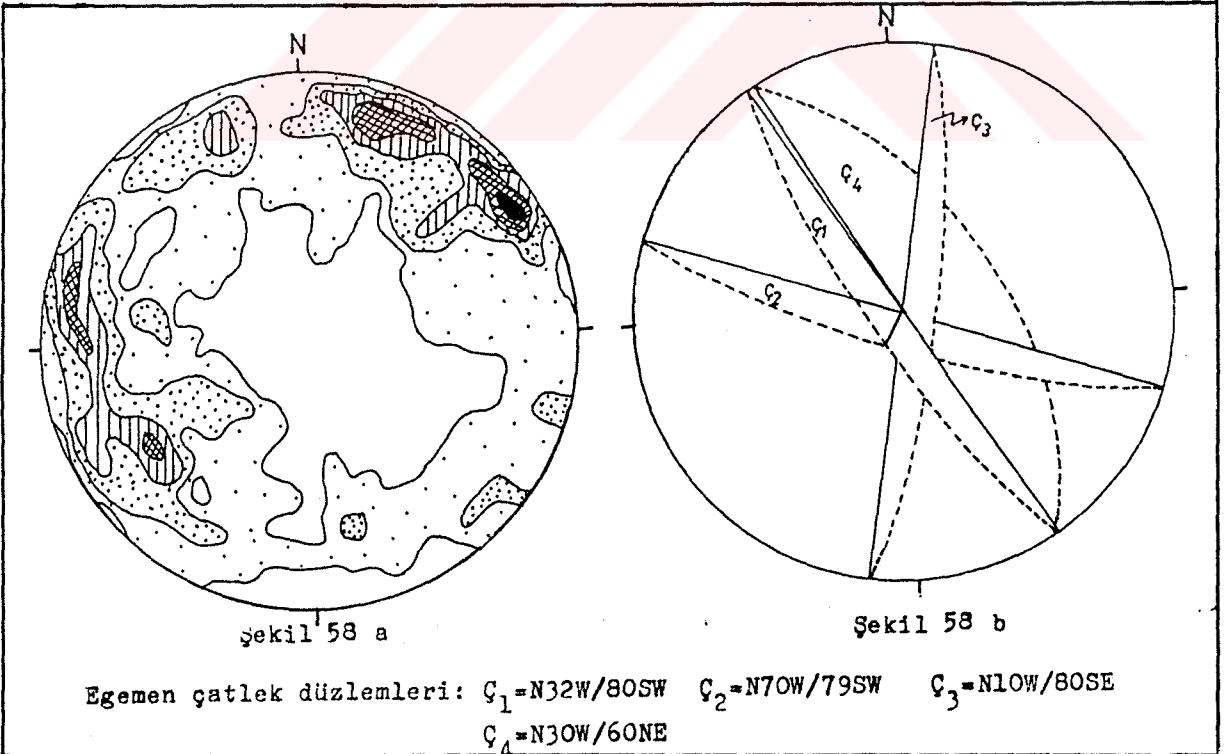 N
N
Ç3
Ç4
Ç1
Ç2
Şekil 58 a
Şekil 58 b
Egemen çatlek düzlemleri: Ç1=N32W/80SW Ç2=N70W/79SW Ç3=N10W/80SE
Ç4=N30W/60NE